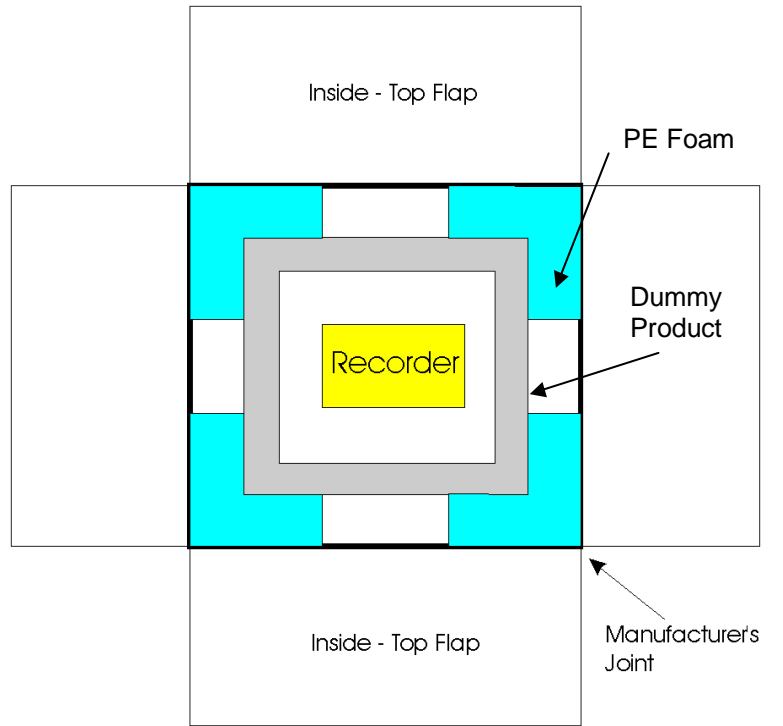 Inside - Top Flap
PE Foam
Dummy
Product
Recorder
Inside - Top Flap
Manufacturer's
Joint